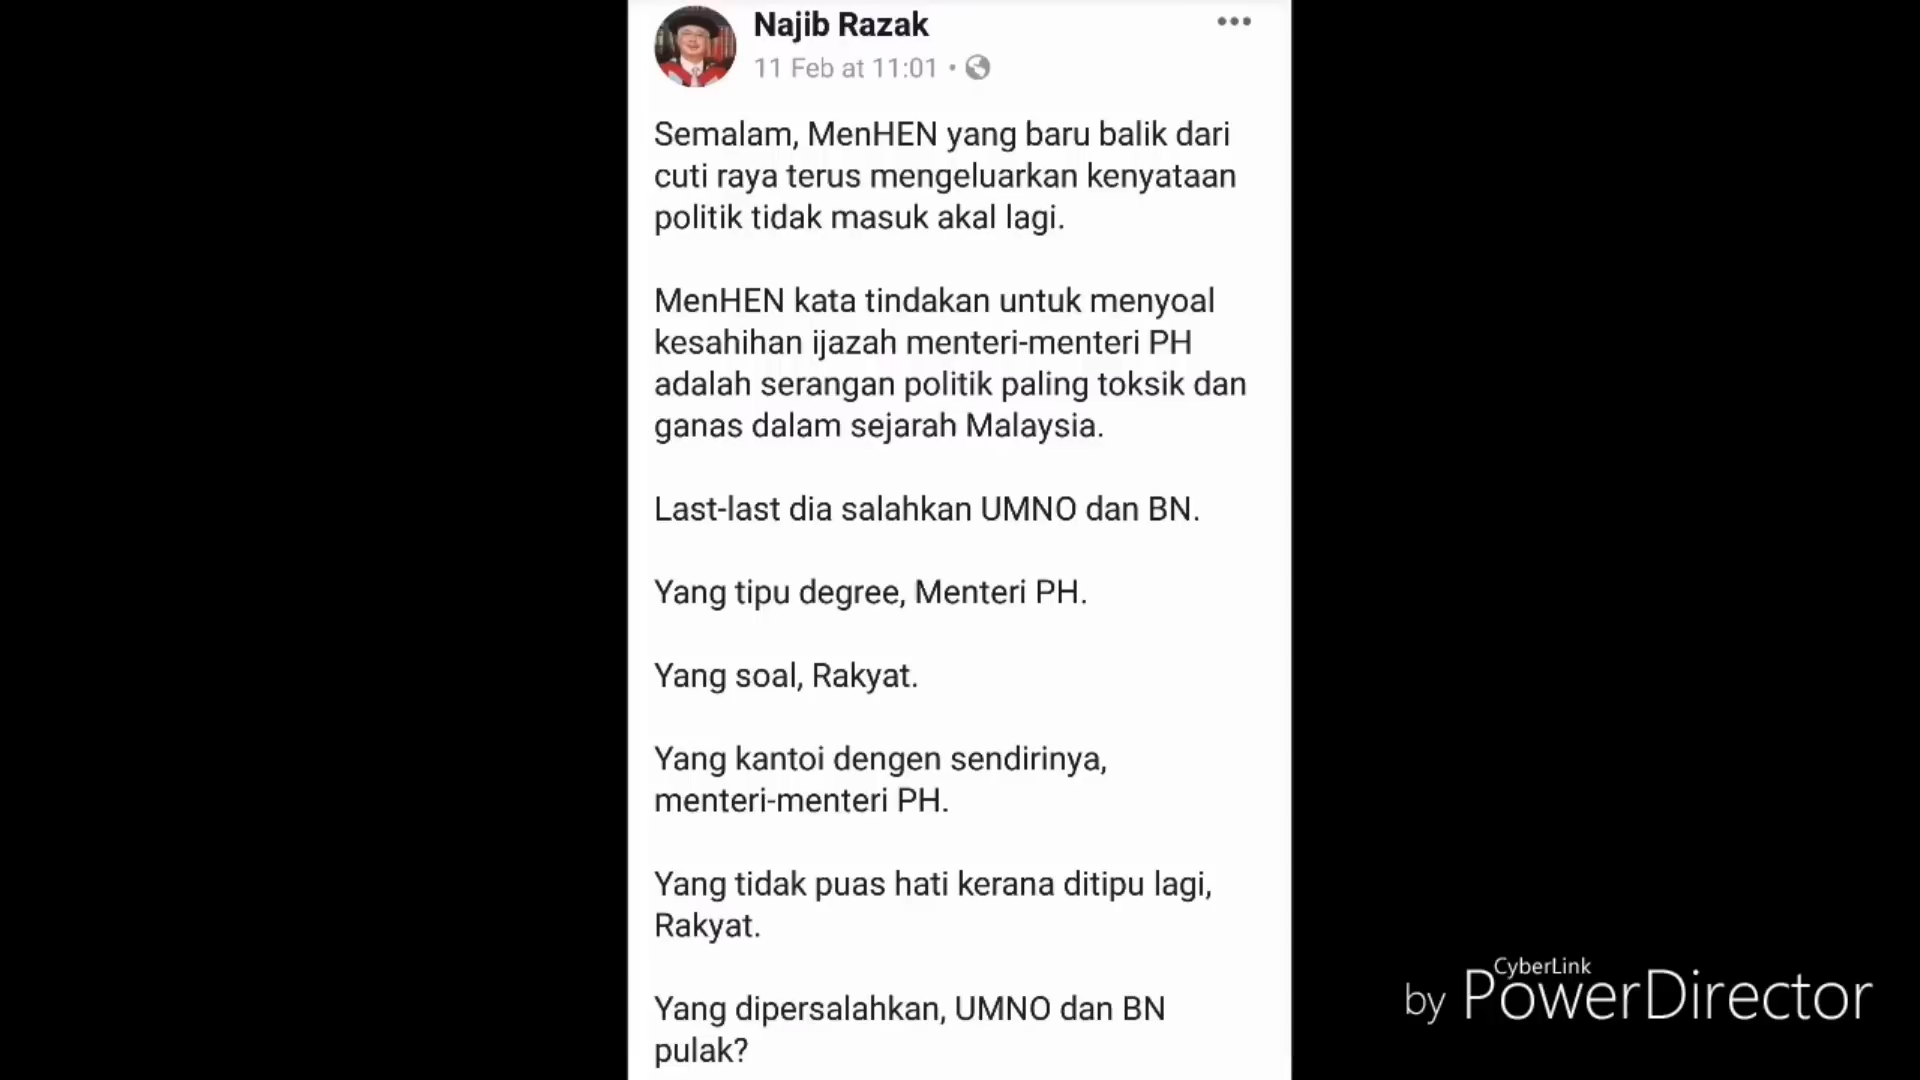 Najib Razak
11 Feb at 11:01 •
Semalam, MenHEN yang baru balik dari
cuti raya terus mengeluarkan kenyataan
politik tidak masuk akal lagi.
MenHEN kata tindakan untuk menyoal
kesahihan ijazah menteri-menteri PH
adalah serangan politik paling toksik dan
ganas dalam sejarah Malaysia.
Last-last dia salahkan UMNO dan BN.
Yang tipu degree, Menteri PH.
Yang soal, Rakyat.
Yang kantoi dengen sendirinya,
menteri-menteri PH.
Yang tidak puas hati kerana ditipu lagi,
Rakyat.
Yang dipersalahkan, UMNO dan BN
pulak?
CyberLink
by PowerDirector